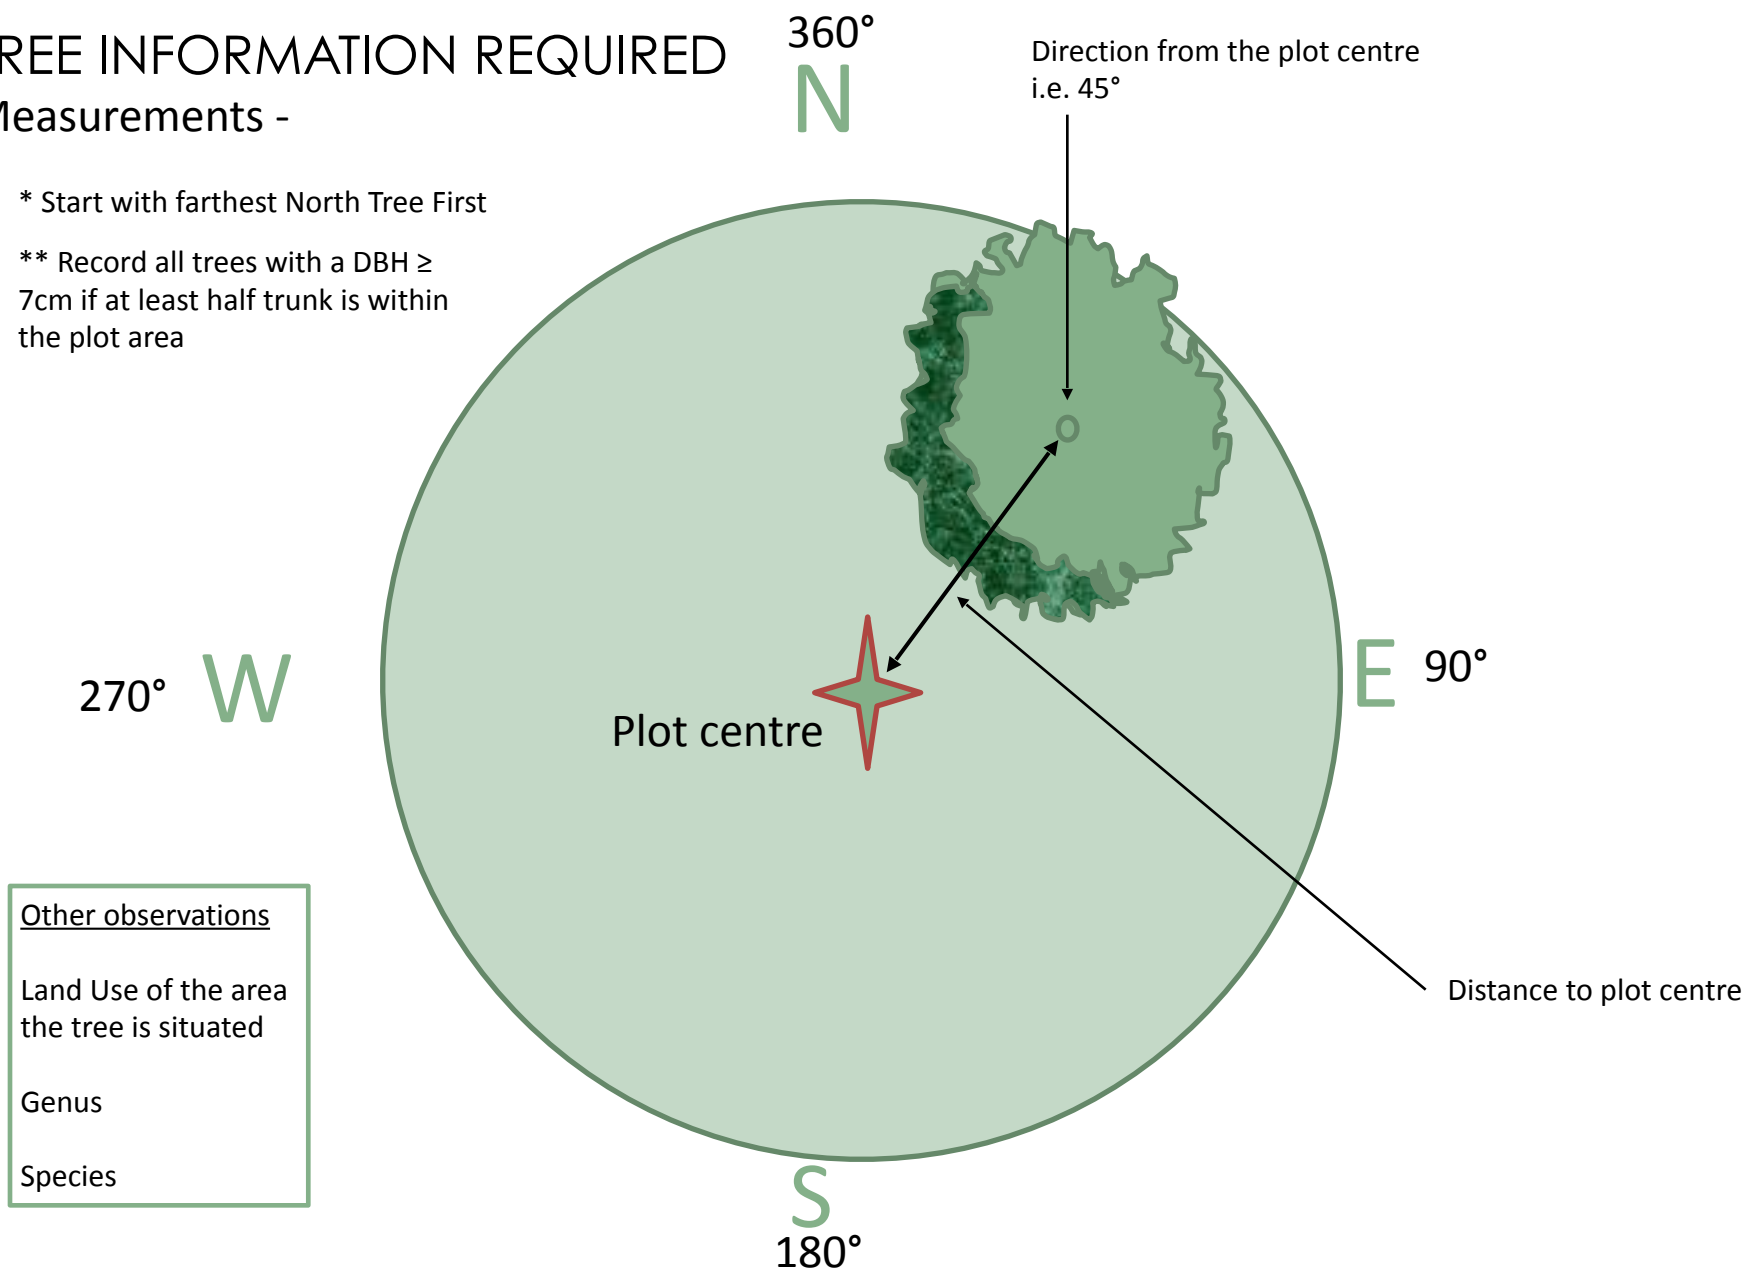 REE INFORMATION REQUIRED
Measurements -
* Start with farthest North Tree First
** Record all trees with a DBH ≥
7cm if at least half trunk is within
the plot area
360°
N
Direction from the plot centre
i.e. 45°
270°
W
Plot centre
E
90°
Other observations
Land Use of the area
the tree is situated
Genus
Species
Distance to plot centre
S
180°